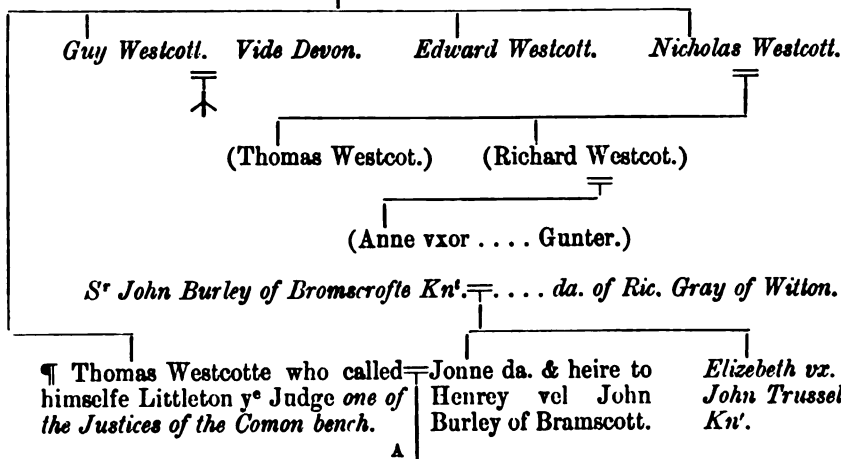 Guy Westcott. Vide Devon. Edward Westcott. Nicholas Westcott.
(Thomas Westcot.) (Richard Westcot.)
(Anne vxor . . . . Gunter.)
Sʳ John Burley of Bromscrofte Knᵗ. . . . . da. of Ric. Gray of Witton.
¶ Thomas Westcotte who called
himselfe Littleton yᵉ Judge one of
the Justices of the Comon bench.
Jonne da. & heire to
Henrey vel John
Burley of Bramscott.
Elizebeth vx.
John Trussel
Knᵗ.
A